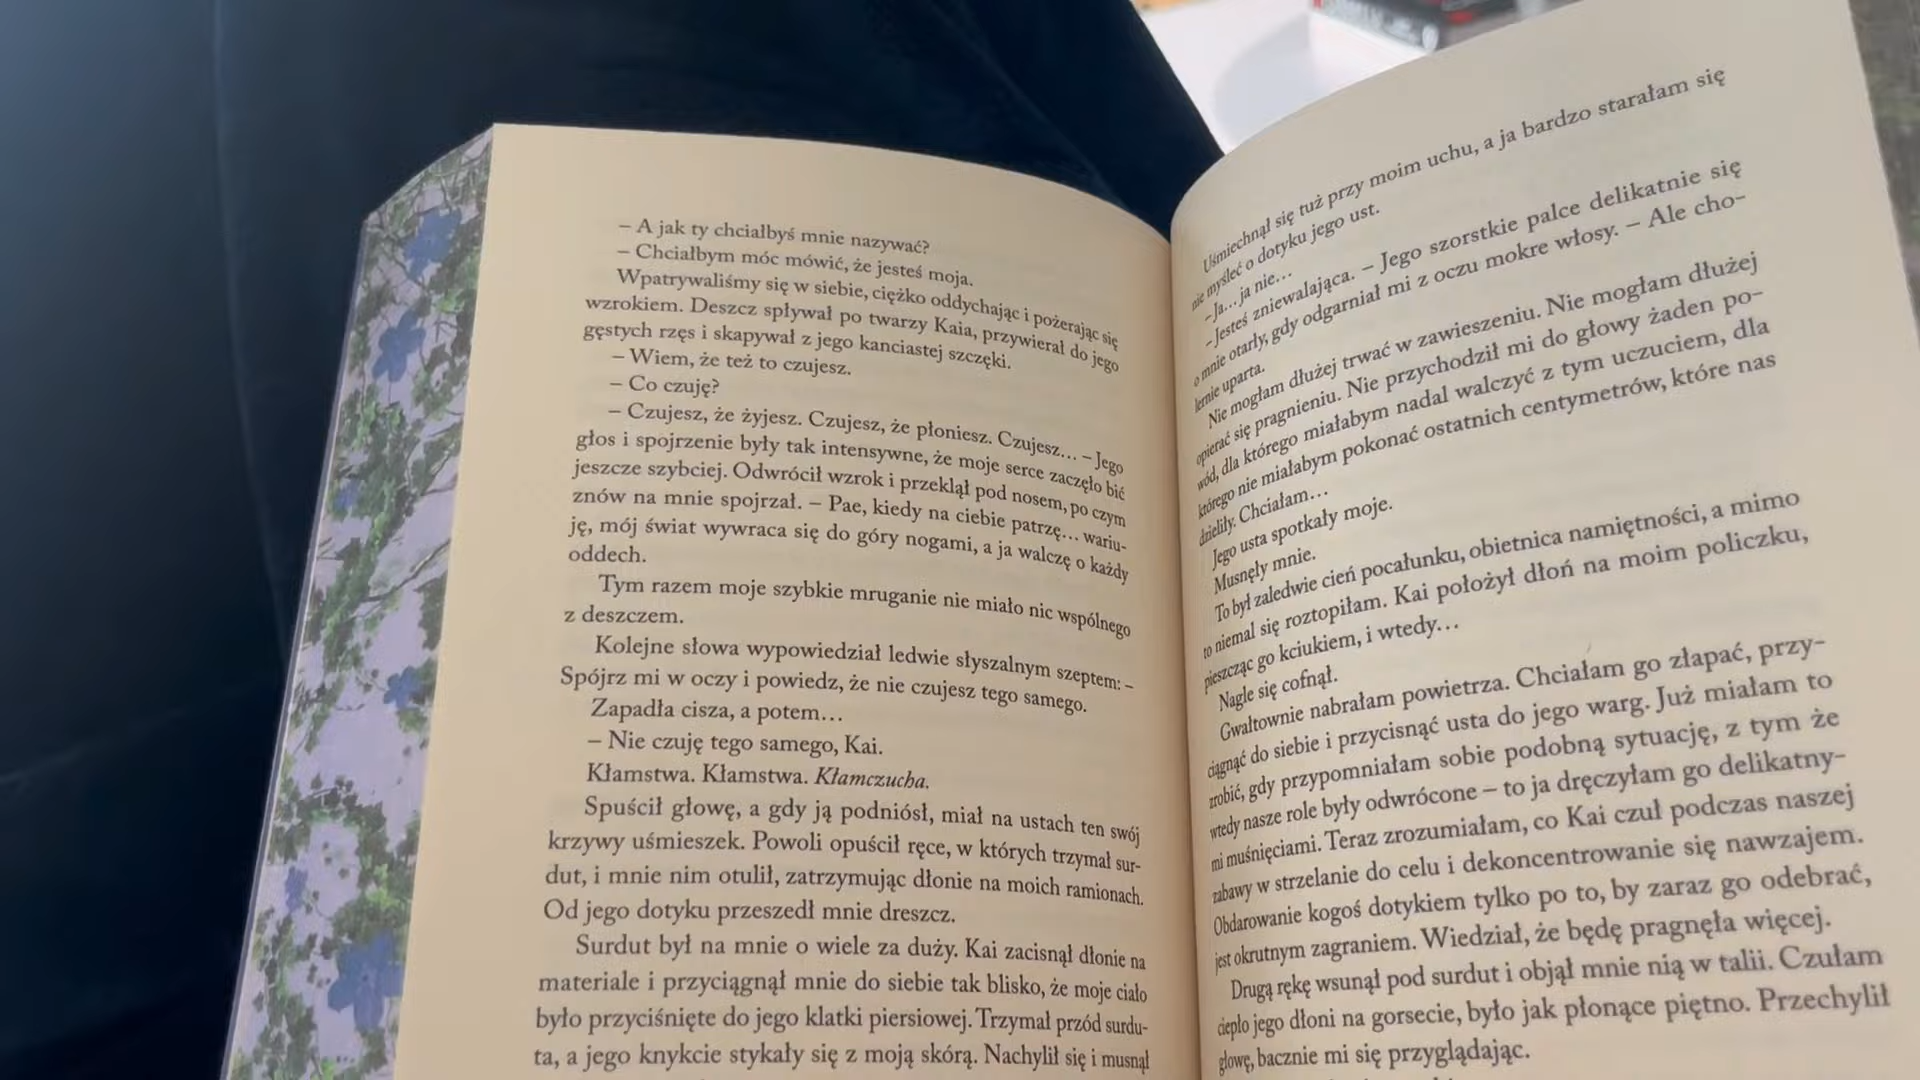 – A jak ty chciałbyś mnie nazywać?
– Chciałbym móc mówić, że jesteś moja.
Wpatrywaliśmy się w siebie, ciężko oddychając i pożerając się
wzrokiem. Deszcz spływał po twarzy Kaia, przywierał do jego
gęstych rzęs i skapywał z jego kanciastej szczęki.
– Wiem, że też to czujesz.
– Co czuję?
– Czujesz, że żyjesz. Czujesz, że płoniesz. Czujesz… – Jego
głos i spojrzenie były tak intensywne, że moje serce zaczęło bić
jeszcze szybciej. Odwrócił wzrok i przeklął pod nosem, po czym
znów na mnie spojrzał. – Pae, kiedy na ciebie patrzę… wariu-
ję, mój świat wywraca się do góry nogami, a ja walczę o każdy
oddech.
Tym razem moje szybkie mruganie nie miało nic wspólnego
z deszczem.
Kolejne słowa wypowiedział ledwie słyszalnym szeptem: –
Spójrz mi w oczy i powiedz, że nie czujesz tego samego.
Zapadła cisza, a potem…
– Nie czuję tego samego, Kai.
Kłamstwa. Kłamstwa. Kłamczucha.
Spuścił głowę, a gdy ją podniósł, miał na ustach ten swój
krzywy uśmieszek. Powoli opuścił ręce, w których trzymał sur-
dut, i mnie nim otulił, zatrzymując dłonie na moich ramionach.
Od jego dotyku przeszedł mnie dreszcz.
Surdut był na mnie o wiele za duży. Kai zacisnął dłonie na
materiale i przyciągnął mnie do siebie tak blisko, że moje ciało
było przyciśnięte do jego klatki piersiowej. Trzymał przód surdu-
ta, a jego knykcie stykały się z moją skórą. Nachylił się i musnął
Uśmiechnął się tuż przy moim uchu, a ja bardzo starałam się
nie myśleć o dotyku jego ust.
– Ja… ja nie…
– Jesteś zniewalająca. – Jego szorstkie palce delikatnie się
o mnie otarły, gdy odgarniał mi z oczu mokre włosy. – Ale cho-
lernie uparta.
Nie mogłam dłużej trwać w zawieszeniu. Nie mogłam dłużej
opierać się pragnieniu. Nie przychodził mi do głowy żaden po-
wód, dla którego miałabym nadal walczyć z tym uczuciem, dla
którego nie miałabym pokonać ostatnich centymetrów, które nas
dzieliły. Chciałam…
Jego usta spotkały moje.
Musnęły mnie.
To był zaledwie cień pocałunku, obietnica namiętności, a mimo
to niemal się roztopiłam. Kai położył dłoń na moim policzku,
pieszcząc go kciukiem, i wtedy…
Nagle się cofnął.
Gwałtownie nabrałam powietrza. Chciałam go złapać, przy-
ciągnąć do siebie i przycisnąć usta do jego warg. Już miałam to
zrobić, gdy przypomniałam sobie podobną sytuację, z tym że
wtedy nasze role były odwrócone – to ja dręczyłam go delikatny-
mi muśnięciami. Teraz zrozumiałam, co Kai czuł podczas naszej
zabawy w strzelanie do celu i dekoncentrowanie się nawzajem.
Obdarowanie kogoś dotykiem tylko po to, by zaraz go odebrać,
jest okrutnym zagraniem. Wiedział, że będę pragnęła więcej.
Drugą rękę wsunął pod surdut i objął mnie nią w talii. Czułam
ciepło jego dłoni na gorsecie, było jak płonące piętno. Przechylił
głowę, bacznie mi się przyglądając.